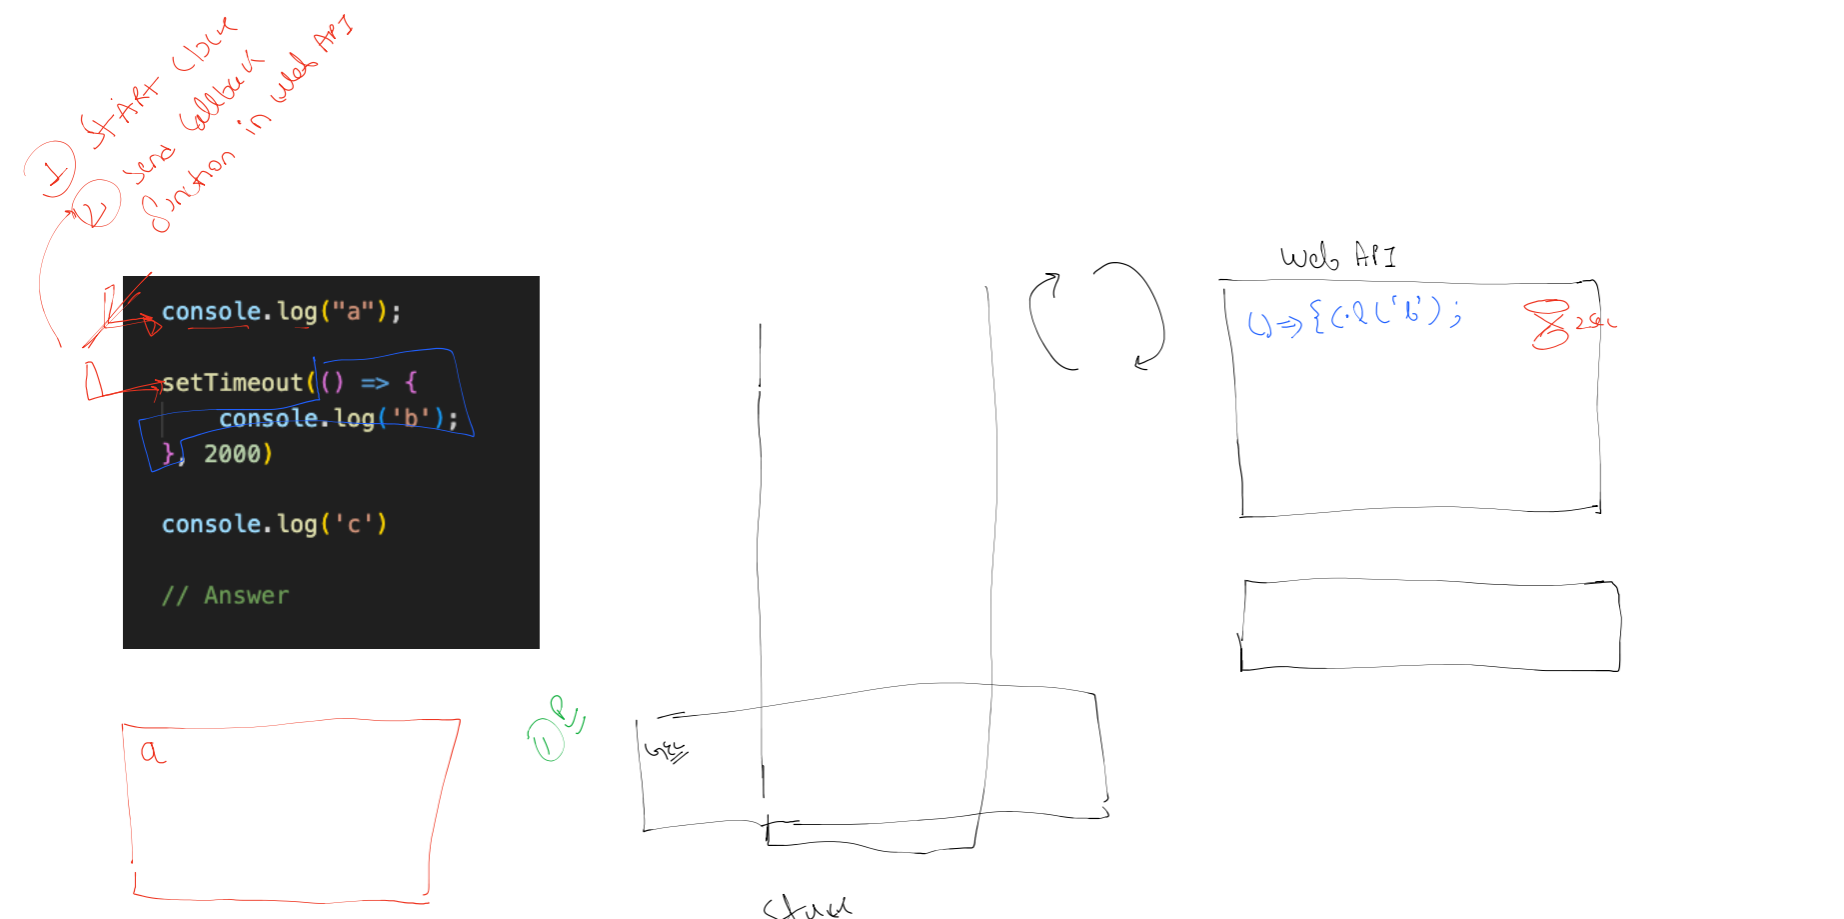 1 START Clock
2 Send Callback
function in Web API
console.log("a");
setTimeout(() => {
console.log('b');
}, 2000)
console.log('c')
// Answer
Web API
() => { c.l('b');
2sec
a
1 P
GEC
Stack